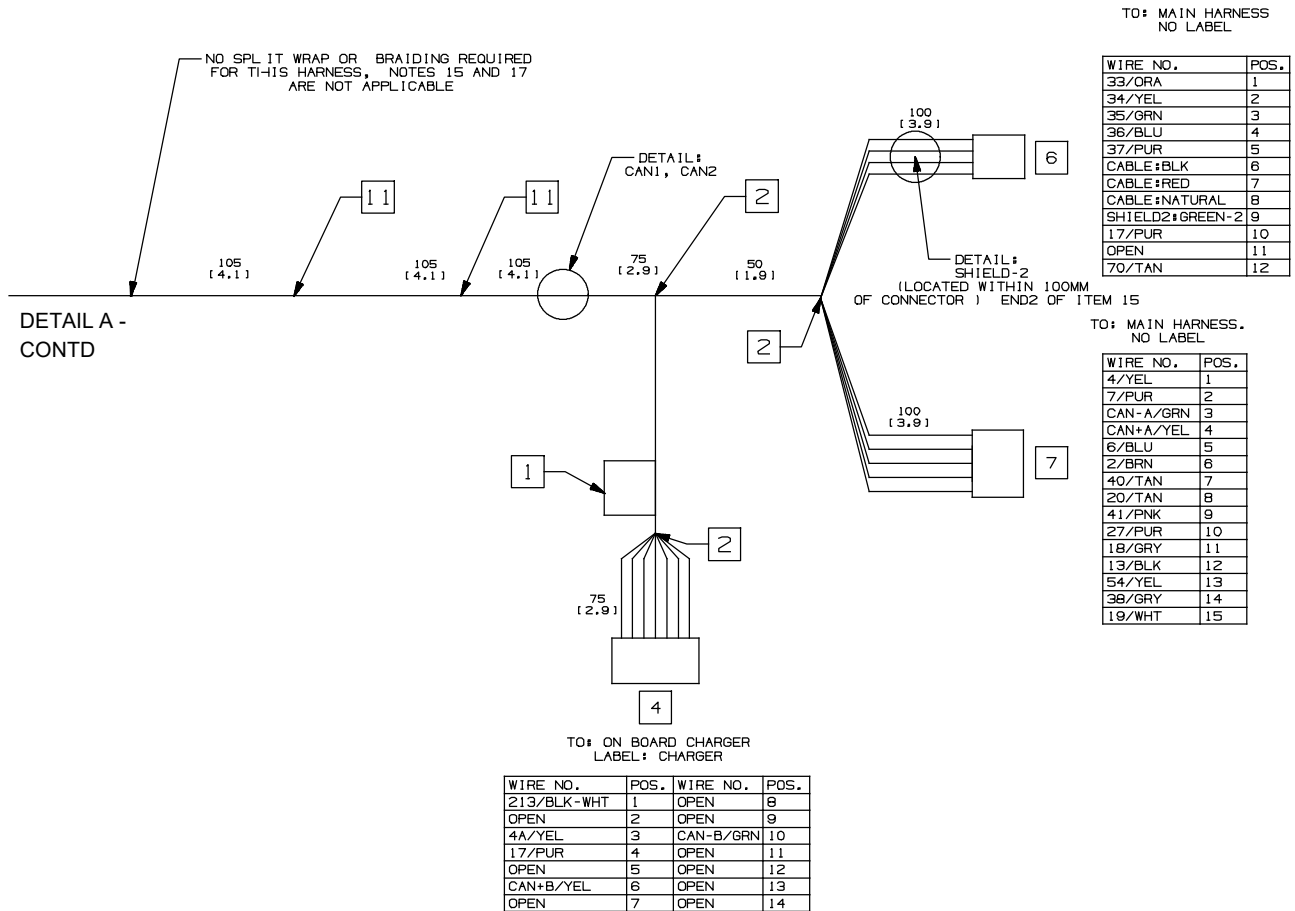 TO: MAIN HARNESS
NO LABEL
NO SPLIT WRAP OR BRAIDING REQUIRED
FOR THIS HARNESS, NOTES 15 AND 17
ARE NOT APPLICABLE
WIRE NO. POS.
33/ORA 1
34/YEL 2
35/GRN 3
36/BLU 4
37/PUR 5
CABLE:BLK 6
CABLE:RED 7
CABLE:NATURAL 8
SHIELD2:GREEN-2 9
17/PUR 10
OPEN 11
70/TAN 12
100
[3.9]
6
DETAIL:
CAN1, CAN2
11
11
2
105
[4.1]
105
[4.1]
105
[4.1]
75
[2.9]
50
[1.9]
DETAIL:
SHIELD-2
(LOCATED WITHIN 100MM
OF CONNECTOR ) END2 OF ITEM 15
DETAIL A -
CONTD
2
TO: MAIN HARNESS.
NO LABEL
WIRE NO. POS.
4/YEL 1
7/PUR 2
CAN-A/GRN 3
CAN+A/YEL 4
6/BLU 5
2/BRN 6
40/TAN 7
20/TAN 8
41/PNK 9
27/PUR 10
18/GRY 11
13/BLK 12
54/YEL 13
38/GRY 14
19/WHT 15
100
[3.9]
7
1
2
75
[2.9]
4
TO: ON BOARD CHARGER
LABEL: CHARGER
WIRE NO. POS. WIRE NO. POS.
213/BLK-WHT 1 OPEN 8
OPEN 2 OPEN 9
4A/YEL 3 CAN-B/GRN 10
17/PUR 4 OPEN 11
OPEN 5 OPEN 12
CAN+B/YEL 6 OPEN 13
OPEN 7 OPEN 14